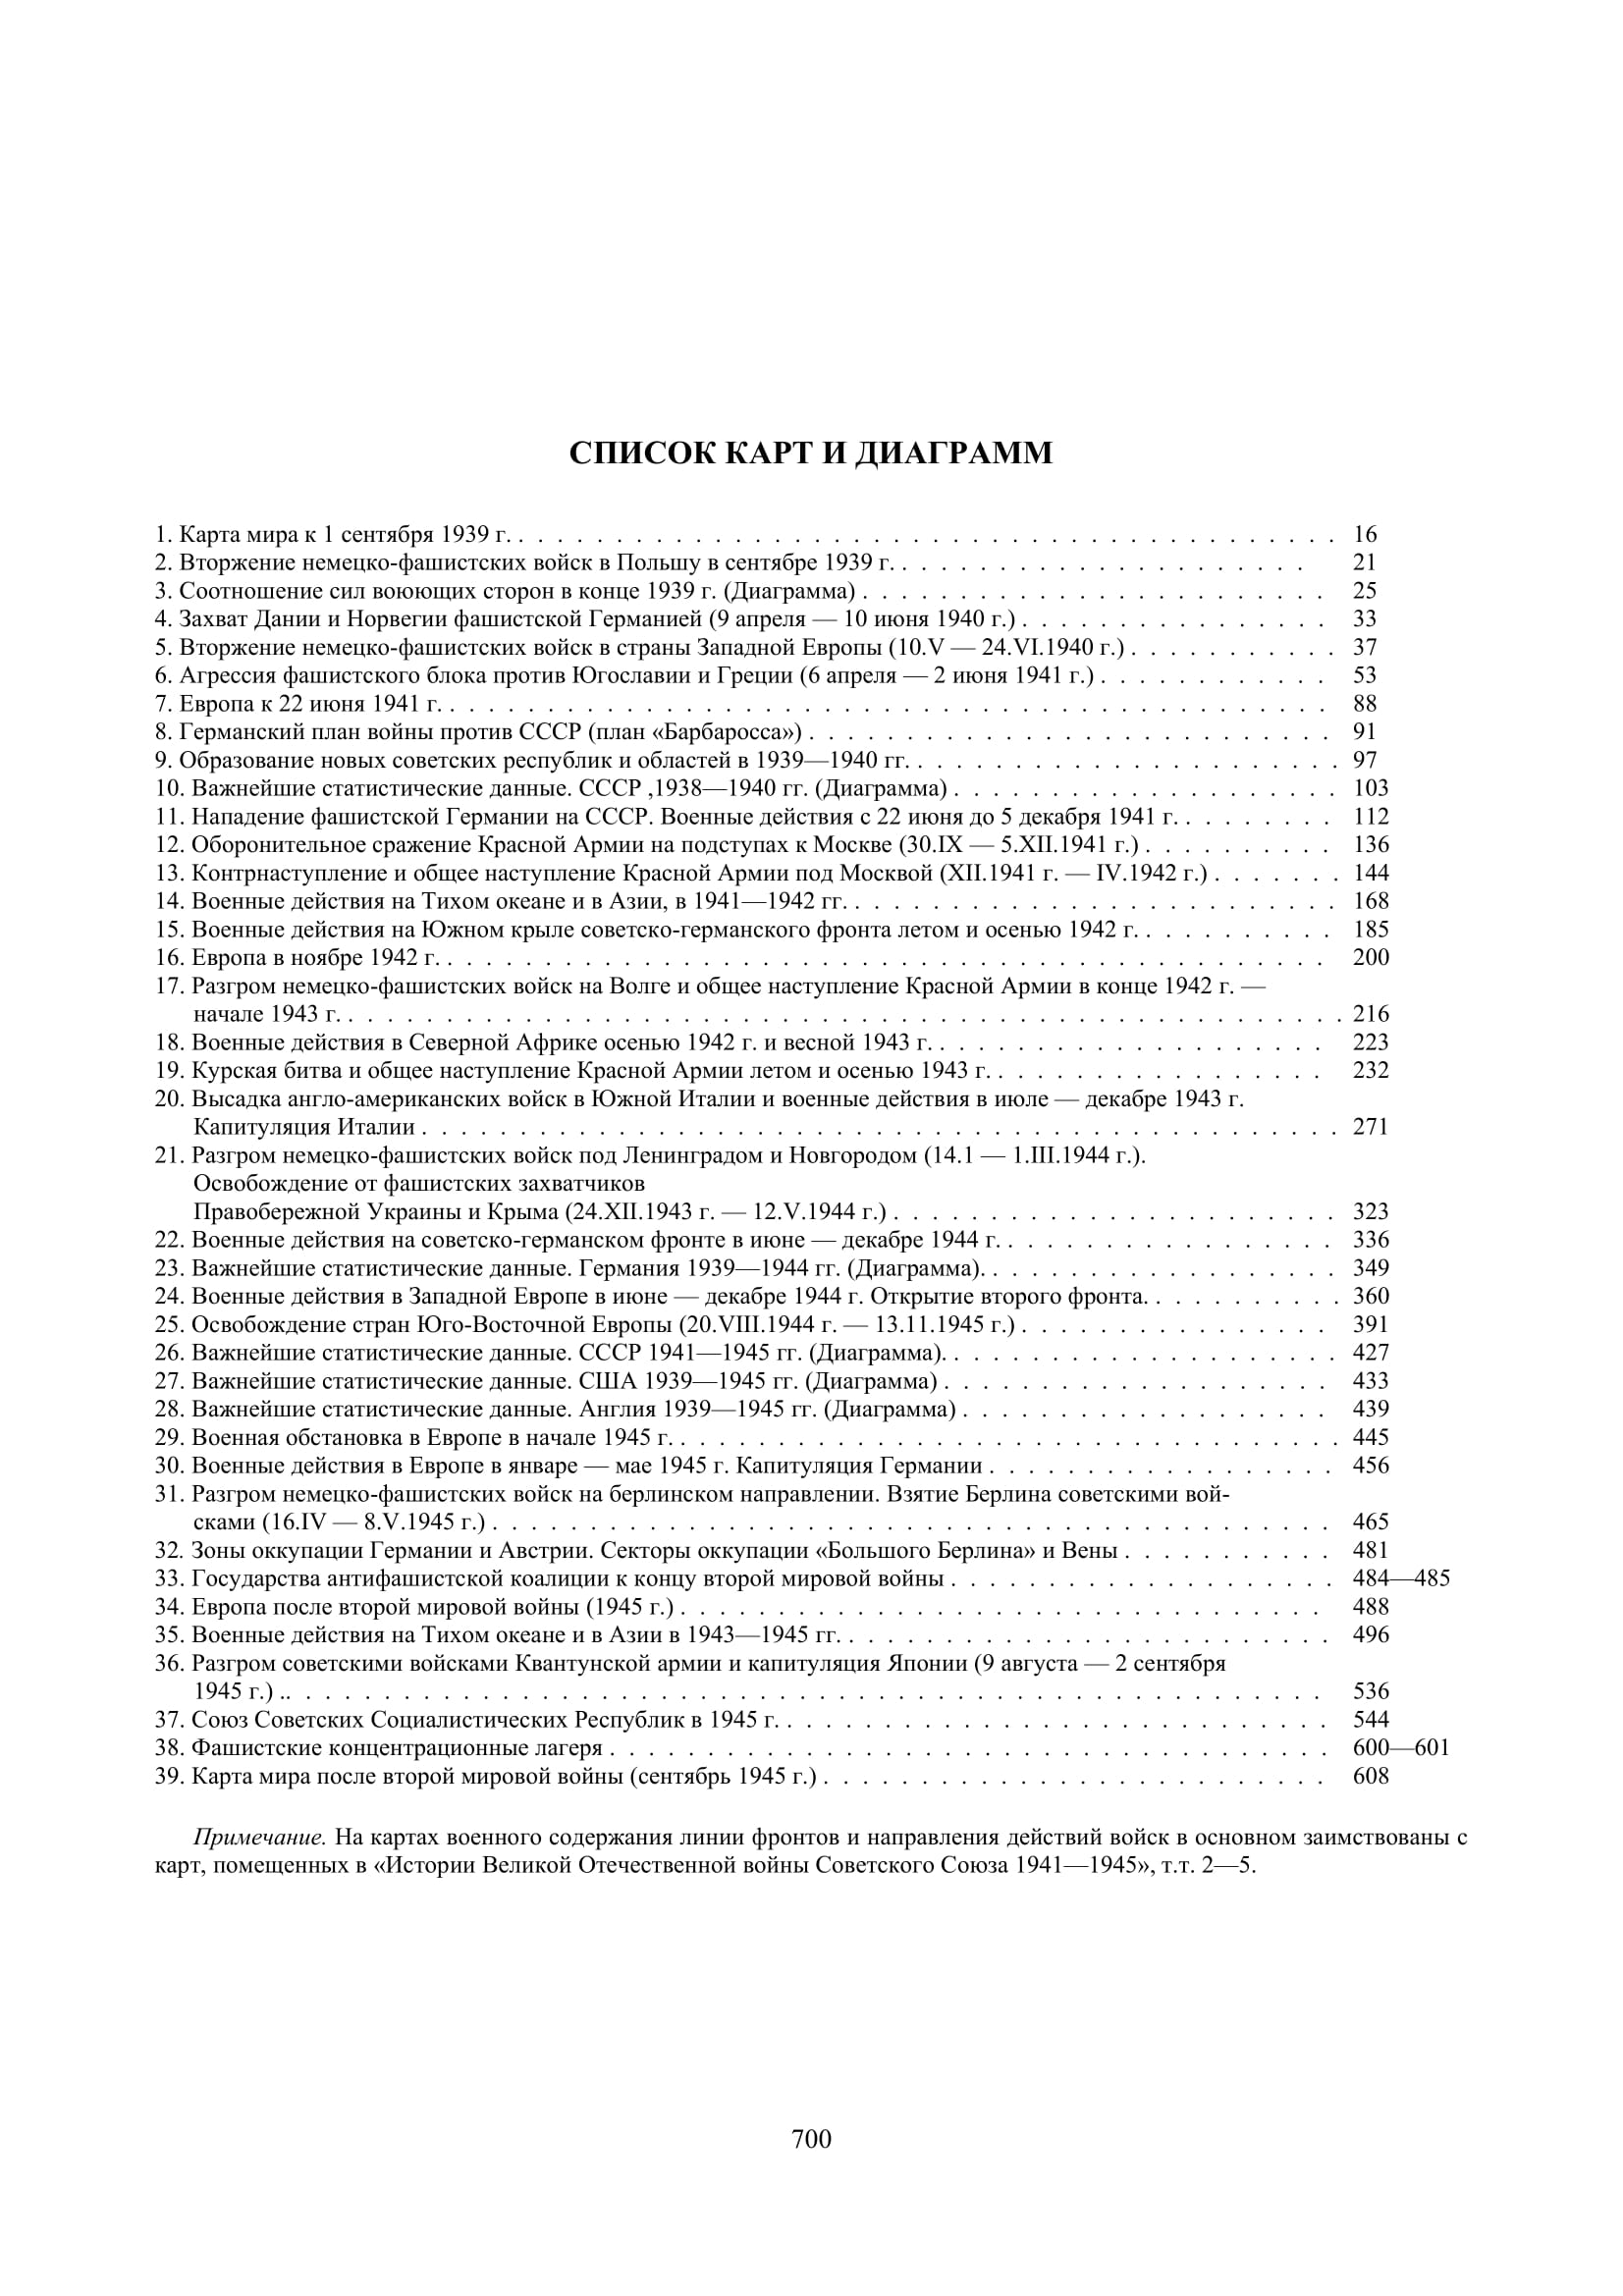 СПИСОК КАРТ И ДИАГРАММ
1. Карта мира к 1 сентября 1939 г. . . . . . . . . . . . . . . . . . . . . . . . . . . . . . . . . . . . . . . . . . . 16
2. Вторжение немецко-фашистских войск в Польшу в сентябре 1939 г. . . . . . . . . . . . . . . . . . . . . . 21
3. Соотношение сил воюющих сторон в конце 1939 г. (Диаграмма) . . . . . . . . . . . . . . . . . . . . . . . . 25
4. Захват Дании и Норвегии фашистской Германией (9 апреля — 10 июня 1940 г.) . . . . . . . . . . . . . . . . 33
5. Вторжение немецко-фашистских войск в страны Западной Европы (10.V — 24.VI.1940 г.) . . . . . . . . . . . 37
6. Агрессия фашистского блока против Югославии и Греции (6 апреля — 2 июня 1941 г.) . . . . . . . . . . . . 53
7. Европа к 22 июня 1941 г. . . . . . . . . . . . . . . . . . . . . . . . . . . . . . . . . . . . . . . . . . . . . . 88
8. Германский план войны против СССР (план «Барбаросса») . . . . . . . . . . . . . . . . . . . . . . . . . . . 91
9. Образование новых советских республик и областей в 1939—1940 гг. . . . . . . . . . . . . . . . . . . . . . . 97
10. Важнейшие статистические данные. СССР ,1938—1940 гг. (Диаграмма) . . . . . . . . . . . . . . . . . . . . 103
11. Нападение фашистской Германии на СССР. Военные действия с 22 июня до 5 декабря 1941 г. . . . . . . . . 112
12. Оборонительное сражение Красной Армии на подступах к Москве (30.IX — 5.XII.1941 г.) . . . . . . . . . . 136
13. Контрнаступление и общее наступление Красной Армии под Москвой (XII.1941 г. — IV.1942 г.) . . . . . . . 144
14. Военные действия на Тихом океане и в Азии, в 1941—1942 гг. . . . . . . . . . . . . . . . . . . . . . . . . . 168
15. Военные действия на Южном крыле советско-германского фронта летом и осенью 1942 г. . . . . . . . . . . 185
16. Европа в ноябре 1942 г. . . . . . . . . . . . . . . . . . . . . . . . . . . . . . . . . . . . . . . . . . . . . . 200
17. Разгром немецко-фашистских войск на Волге и общее наступление Красной Армии в конце 1942 г. —
начале 1943 г. . . . . . . . . . . . . . . . . . . . . . . . . . . . . . . . . . . . . . . . . . . . . . . . . . . . 216
18. Военные действия в Северной Африке осенью 1942 г. и весной 1943 г. . . . . . . . . . . . . . . . . . . . . 223
19. Курская битва и общее наступление Красной Армии летом и осенью 1943 г. . . . . . . . . . . . . . . . . . 232
20. Высадка англо-американских войск в Южной Италии и военные действия в июле — декабре 1943 г.
Капитуляция Италии . . . . . . . . . . . . . . . . . . . . . . . . . . . . . . . . . . . . . . . . . . . . . . . 271
21. Разгром немецко-фашистских войск под Ленинградом и Новгородом (14.1 — 1.III.1944 г.).
Освобождение от фашистских захватчиков
Правобережной Украины и Крыма (24.XII.1943 г. — 12.V.1944 г.) . . . . . . . . . . . . . . . . . . . . . . . 323
22. Военные действия на советско-германском фронте в июне — декабре 1944 г. . . . . . . . . . . . . . . . . . 336
23. Важнейшие статистические данные. Германия 1939—1944 гг. (Диаграмма). . . . . . . . . . . . . . . . . . . 349
24. Военные действия в Западной Европе в июне — декабре 1944 г. Открытие второго фронта. . . . . . . . . . . 360
25. Освобождение стран Юго-Восточной Европы (20.VIII.1944 г. — 13.11.1945 г.) . . . . . . . . . . . . . . . . 391
26. Важнейшие статистические данные. СССР 1941—1945 гг. (Диаграмма). . . . . . . . . . . . . . . . . . . . . 427
27. Важнейшие статистические данные. США 1939—1945 гг. (Диаграмма) . . . . . . . . . . . . . . . . . . . . 433
28. Важнейшие статистические данные. Англия 1939—1945 гг. (Диаграмма) . . . . . . . . . . . . . . . . . . . 439
29. Военная обстановка в Европе в начале 1945 г. . . . . . . . . . . . . . . . . . . . . . . . . . . . . . . . . . . 445
30. Военные действия в Европе в январе — мае 1945 г. Капитуляция Германии . . . . . . . . . . . . . . . . . . 456
31. Разгром немецко-фашистских войск на берлинском направлении. Взятие Берлина советскими вой-
сками (16.IV — 8.V.1945 г.) . . . . . . . . . . . . . . . . . . . . . . . . . . . . . . . . . . . . . . . . . . . 465
32. Зоны оккупации Германии и Австрии. Секторы оккупации «Большого Берлина» и Вены . . . . . . . . . . . 481
33. Государства антифашистской коалиции к концу второй мировой войны . . . . . . . . . . . . . . . . . . . . 484—485
34. Европа после второй мировой войны (1945 г.) . . . . . . . . . . . . . . . . . . . . . . . . . . . . . . . . . 488
35. Военные действия на Тихом океане и в Азии в 1943—1945 гг. . . . . . . . . . . . . . . . . . . . . . . . . . 496
36. Разгром советскими войсками Квантунской армии и капитуляция Японии (9 августа — 2 сентября
1945 г.) .. . . . . . . . . . . . . . . . . . . . . . . . . . . . . . . . . . . . . . . . . . . . . . . . . . . . . . 536
37. Союз Советских Социалистических Республик в 1945 г. . . . . . . . . . . . . . . . . . . . . . . . . . . . . 544
38. Фашистские концентрационные лагеря . . . . . . . . . . . . . . . . . . . . . . . . . . . . . . . . . . . . . 600—601
39. Карта мира после второй мировой войны (сентябрь 1945 г.) . . . . . . . . . . . . . . . . . . . . . . . . . . 608
Примечание. На картах военного содержания линии фронтов и направления действий войск в основном заимствованы с
карт, помещенных в «Истории Великой Отечественной войны Советского Союза 1941—1945», т.т. 2—5.
700